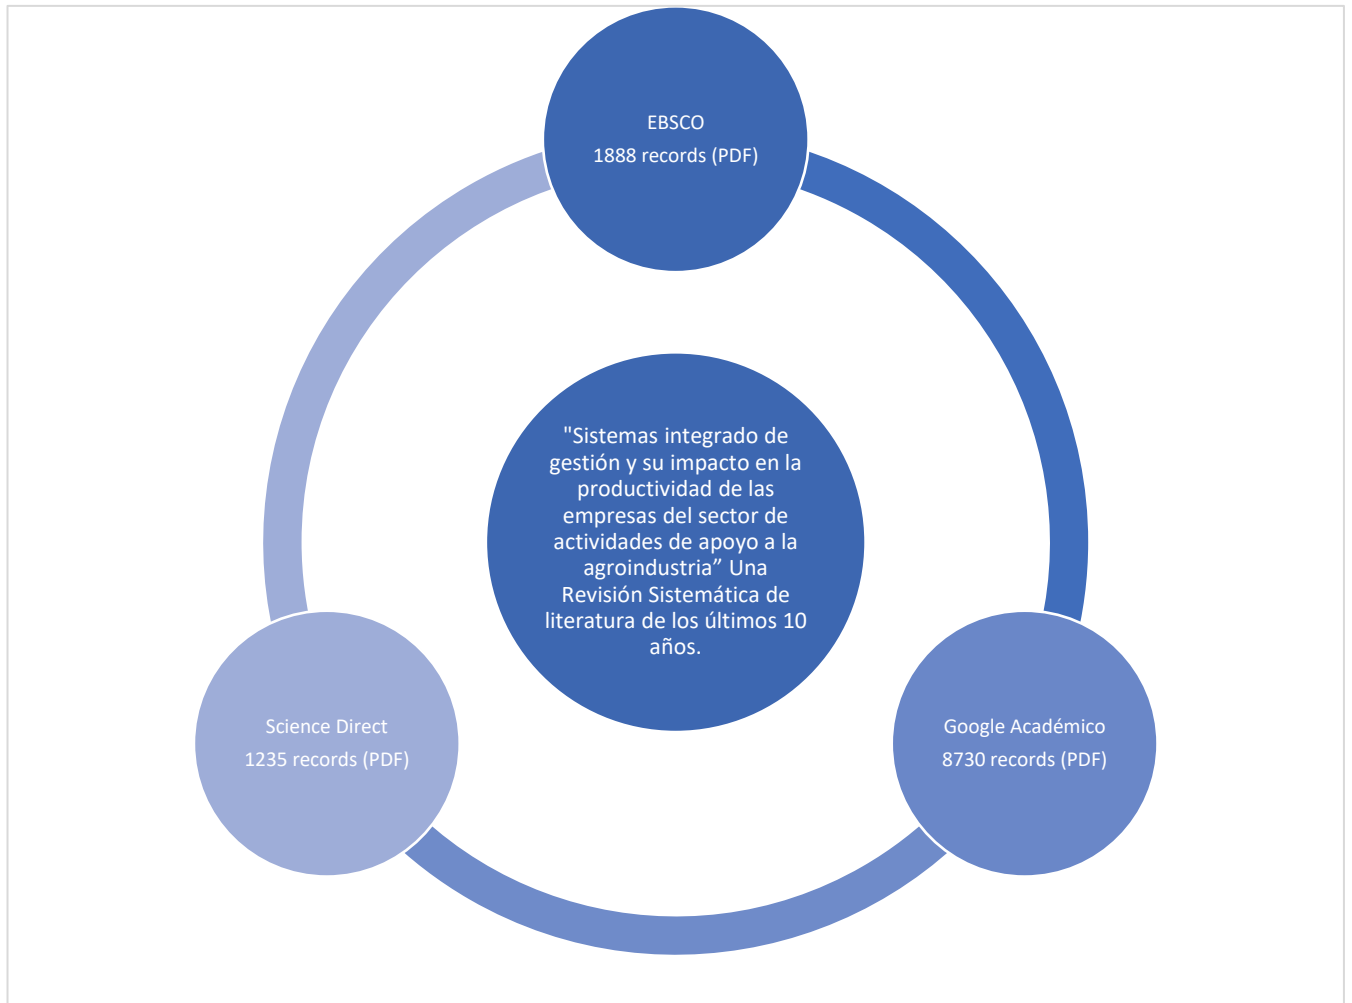 EBSCO
1888 records (PDF)
"Sistemas integrado de
gestión y su impacto en la
productividad de las
empresas del sector de
actividades de apoyo a la
agroindustria” Una
Revisión Sistemática de
literatura de los últimos 10
años.
Science Direct
1235 records (PDF)
Google Académico
8730 records (PDF)